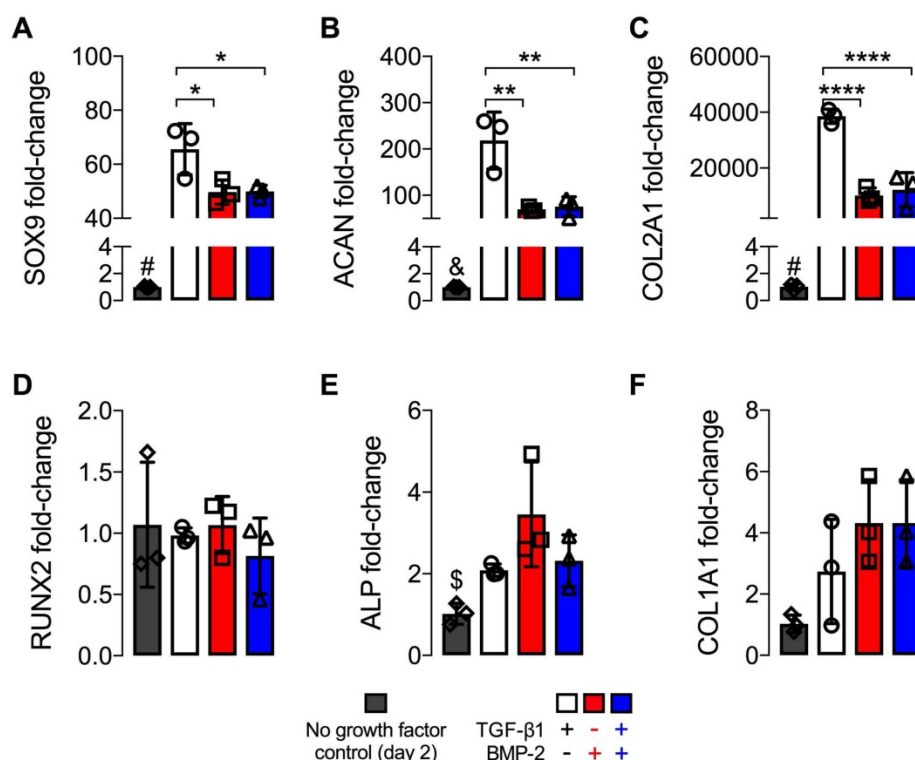 A
SOX9 fold-change
100
80
60
40
4
2
0
#
*
*
B
ACAN fold-change
400
300
200
100
4
2
0
&
**
**
C
COL2A1 fold-change
60000
40000
20000
4
2
0
#
****
****
D
RUNX2 fold-change
2.0
1.5
1.0
0.5
0.0
E
ALP fold-change
6
4
2
0
$
F
COL1A1 fold-change
8
6
4
2
0
No growth factor
control (day 2)
TGF-β1 + - +
BMP-2 - + +